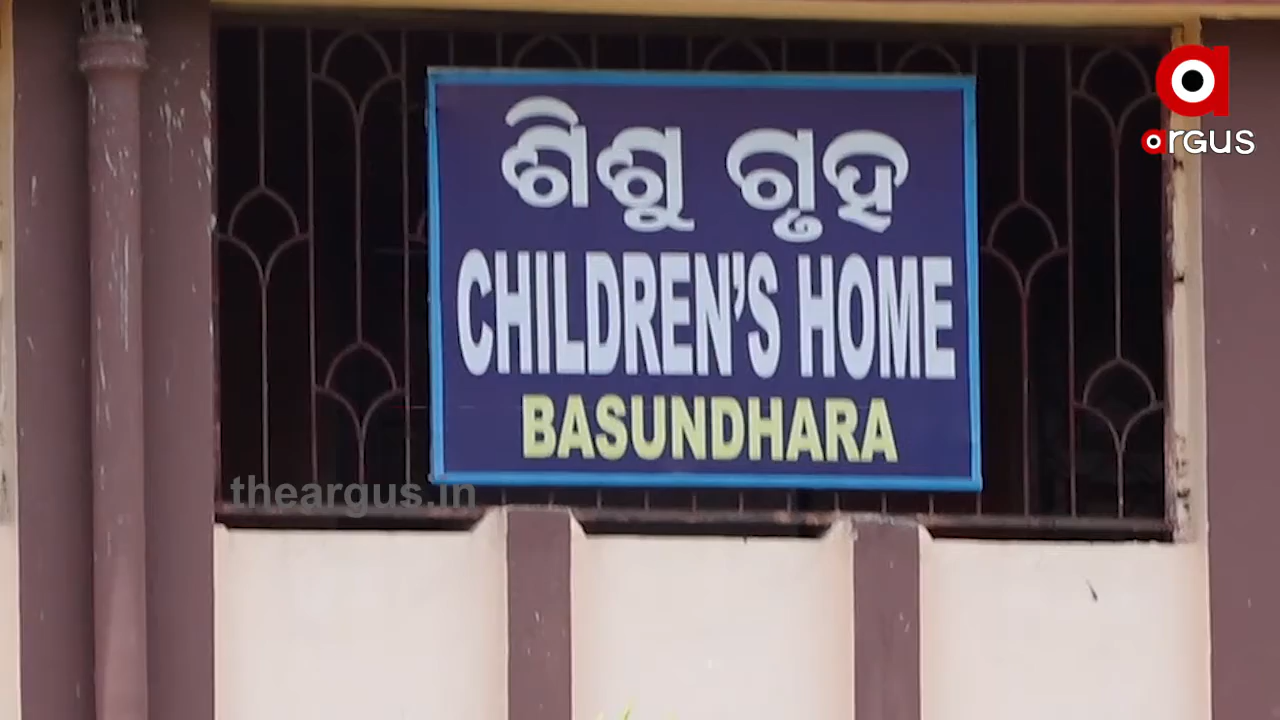 ଶିଶୁ ଗୃହ
CHILDREN'S HOME
BASUNDHARA
argus
theargus.in